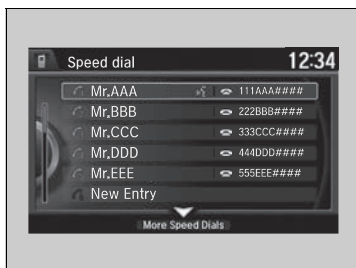 Speed dial 12:34
Mr.AAA 111AAA####
Mr.BBB 222BBB####
Mr.CCC 333CCC####
Mr.DDD 444DDD####
Mr.EEE 555EEE####
New Entry
More Speed Dials